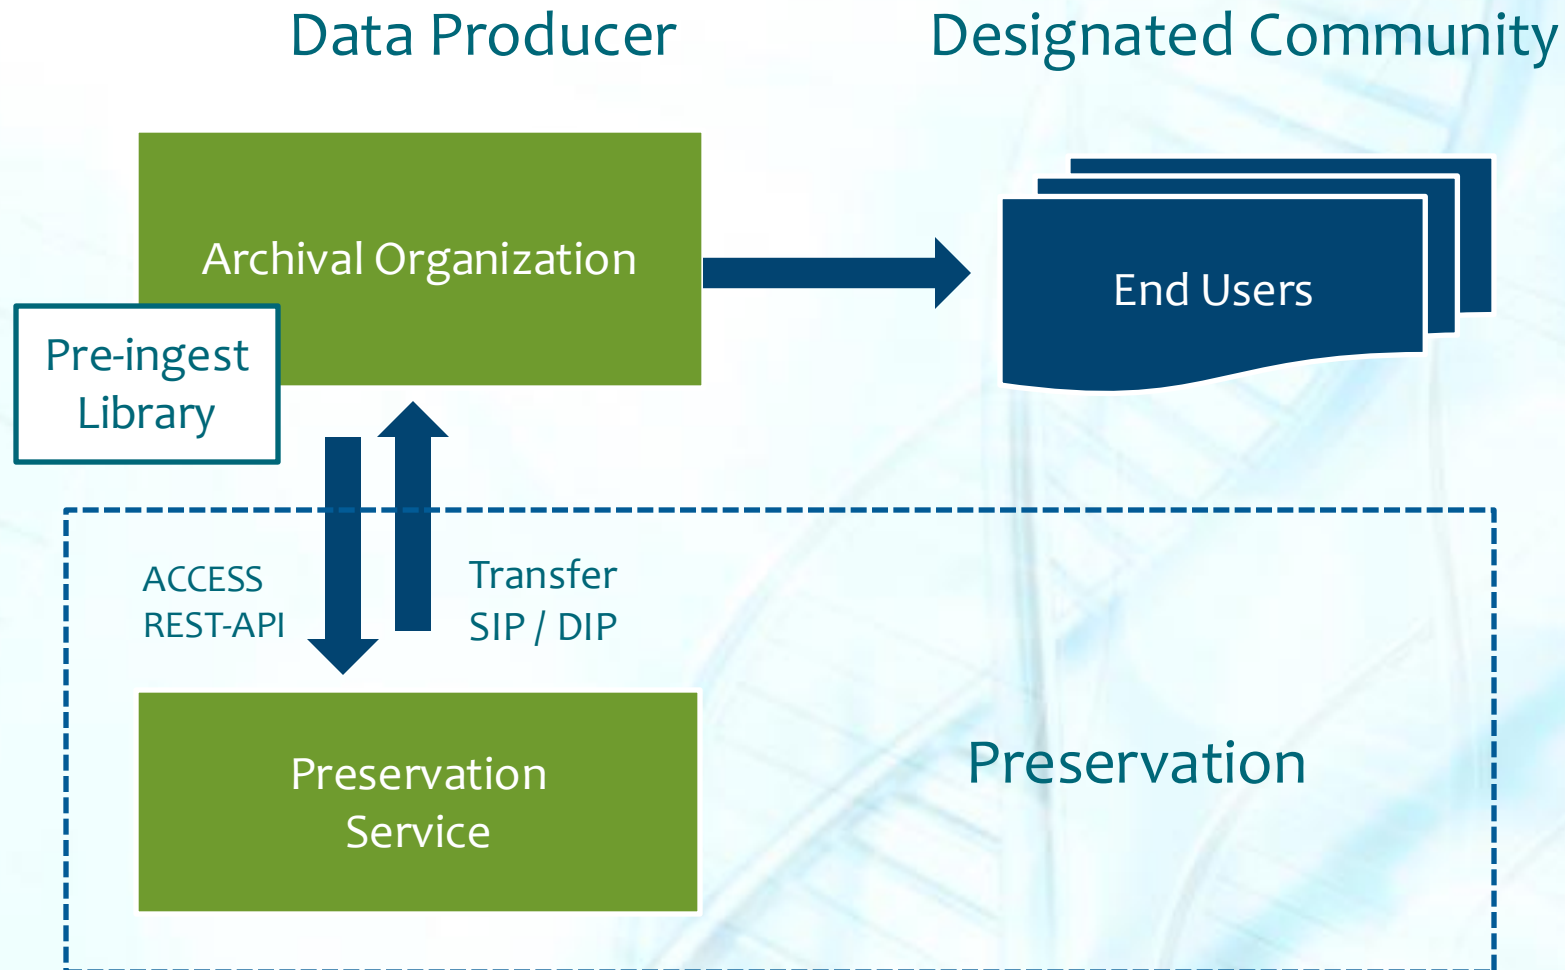 Data Producer
Designated Community
Archival Organization
End Users
Pre-ingest
Library
ACCESS
REST-API
Transfer
SIP / DIP
Preservation
Service
Preservation